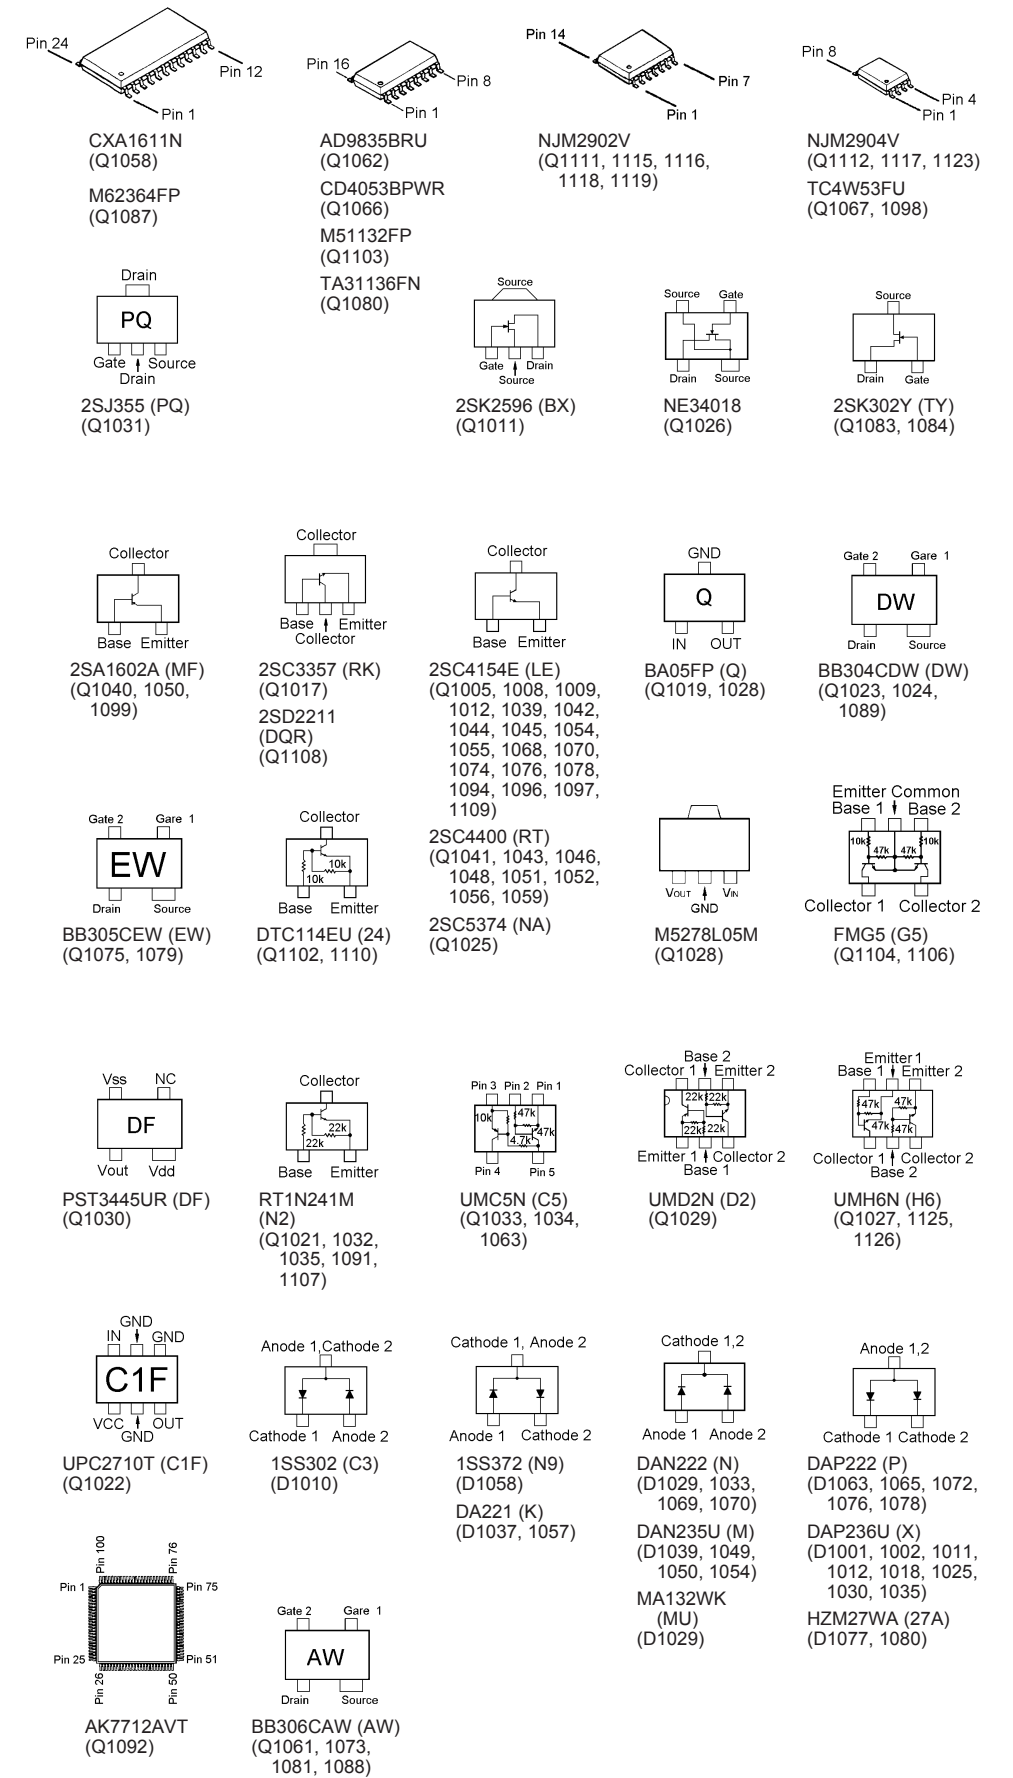 Pin 24
Pin 12
Pin 1
CXA1611N
(Q1058)
M62364FP
(Q1087)
Pin 16
Pin 8
Pin 1
AD9835BRU
(Q1062)
CD4053BPWR
(Q1066)
M51132FP
(Q1103)
TA31136FN
(Q1080)
Pin 14
Pin 7
Pin 1
NJM2902V
(Q1111, 1115, 1116,
1118, 1119)
Pin 8
Pin 4
Pin 1
NJM2904V
(Q1112, 1117, 1123)
TC4W53FU
(Q1067, 1098)
Drain
PQ
Gate Source
Drain
2SJ355 (PQ)
(Q1031)
Source
Gate Drain
Source
2SK2596 (BX)
(Q1011)
Source Gate
Drain Source
NE34018
(Q1026)
Source
Drain Gate
2SK302Y (TY)
(Q1083, 1084)
Collector
Base Emitter
2SA1602A (MF)
(Q1040, 1050,
1099)
Collector
Base Emitter
Collector
2SC3357 (RK)
(Q1017)
2SD2211
(DQR)
(Q1108)
Collector
Base Emitter
2SC4154E (LE)
(Q1005, 1008, 1009,
1012, 1039, 1042,
1044, 1045, 1054,
1055, 1068, 1070,
1074, 1076, 1078,
1094, 1096, 1097,
1109)
2SC4400 (RT)
(Q1041, 1043, 1046,
1048, 1051, 1052,
1056, 1059)
2SC5374 (NA)
(Q1025)
GND
Q
IN OUT
BA05FP (Q)
(Q1019, 1028)
Gate 2 Gare 1
DW
Drain Source
BB304CDW (DW)
(Q1023, 1024,
1089)
Gate 2 Gare 1
EW
Drain Source
BB305CEW (EW)
(Q1075, 1079)
Collector
10k
10k
Base Emitter
DTC114EU (24)
(Q1102, 1110)
VOUT VIN
GND
M5278L05M
(Q1028)
Emitter Common
Base 1 Base 2
10k 10k
47k 47k
Collector 1 Collector 2
FMG5 (G5)
(Q1104, 1106)
Vss NC
DF
Vout Vdd
PST3445UR (DF)
(Q1030)
Collector
22k
22k
Base Emitter
RT1N241M
(N2)
(Q1021, 1032,
1035, 1091,
1107)
Pin 3 Pin 2 Pin 1
10k 47k
4.7k 47k
Pin 4 Pin 5
UMC5N (C5)
(Q1033, 1034,
1063)
Base 2
Collector 1 Emitter 2
22k 22k
22k 22k
Emitter 1 Collector 2
Base 1
UMD2N (D2)
(Q1029)
Emitter 1
Base 1 Emitter 2
47k 47k
47k 47k
Collector 1 Collector 2
Base 2
UMH6N (H6)
(Q1027, 1125,
1126)
GND
IN GND
C1F
VCC OUT
GND
UPC2710T (C1F)
(Q1022)
Anode 1,Cathode 2
Cathode 1 Anode 2
1SS302 (C3)
(D1010)
Cathode 1, Anode 2
Anode 1 Cathode 2
1SS372 (N9)
(D1058)
DA221 (K)
(D1037, 1057)
Cathode 1,2
Anode 1 Anode 2
DAN222 (N)
(D1029, 1033,
1069, 1070)
DAN235U (M)
(D1039, 1049,
1050, 1054)
MA132WK
(MU)
(D1029)
Anode 1,2
Cathode 1 Cathode 2
DAP222 (P)
(D1063, 1065, 1072,
1076, 1078)
DAP236U (X)
(D1001, 1002, 1011,
1012, 1018, 1025,
1030, 1035)
HZM27WA (27A)
(D1077, 1080)
Pin 100
Pin 76
Pin 1
Pin 75
Pin 25
Pin 51
Pin 26
Pin 50
AK7712AVT
(Q1092)
Gate 2 Gare 1
AW
Drain Source
BB306CAW (AW)
(Q1061, 1073,
1081, 1088)